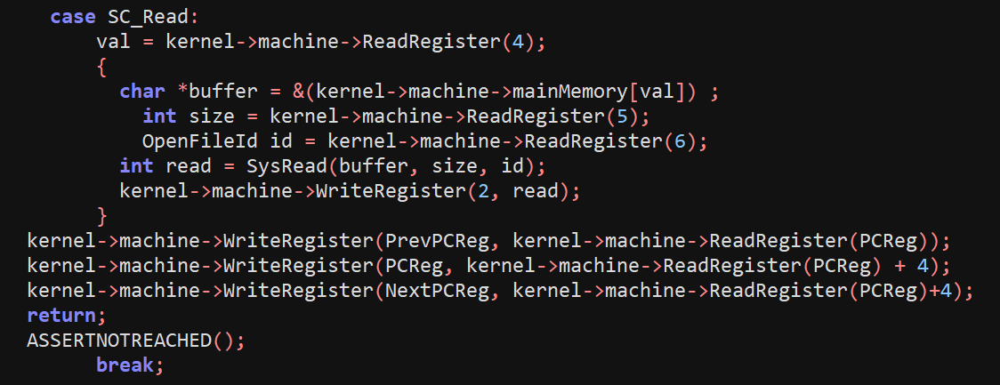 case SC_Read:
val = kernel->machine->ReadRegister(4);
{
char *buffer = &(kernel->machine->mainMemory[val]) ;
int size = kernel->machine->ReadRegister(5);
OpenFileId id = kernel->machine->ReadRegister(6);
int read = SysRead(buffer, size, id);
kernel->machine->WriteRegister(2, read);
}
kernel->machine->WriteRegister(PrevPCReg, kernel->machine->ReadRegister(PCReg));
kernel->machine->WriteRegister(PCReg, kernel->machine->ReadRegister(PCReg) + 4);
kernel->machine->WriteRegister(NextPCReg, kernel->machine->ReadRegister(PCReg)+4);
return;
ASSERTNOTREACHED();
break;